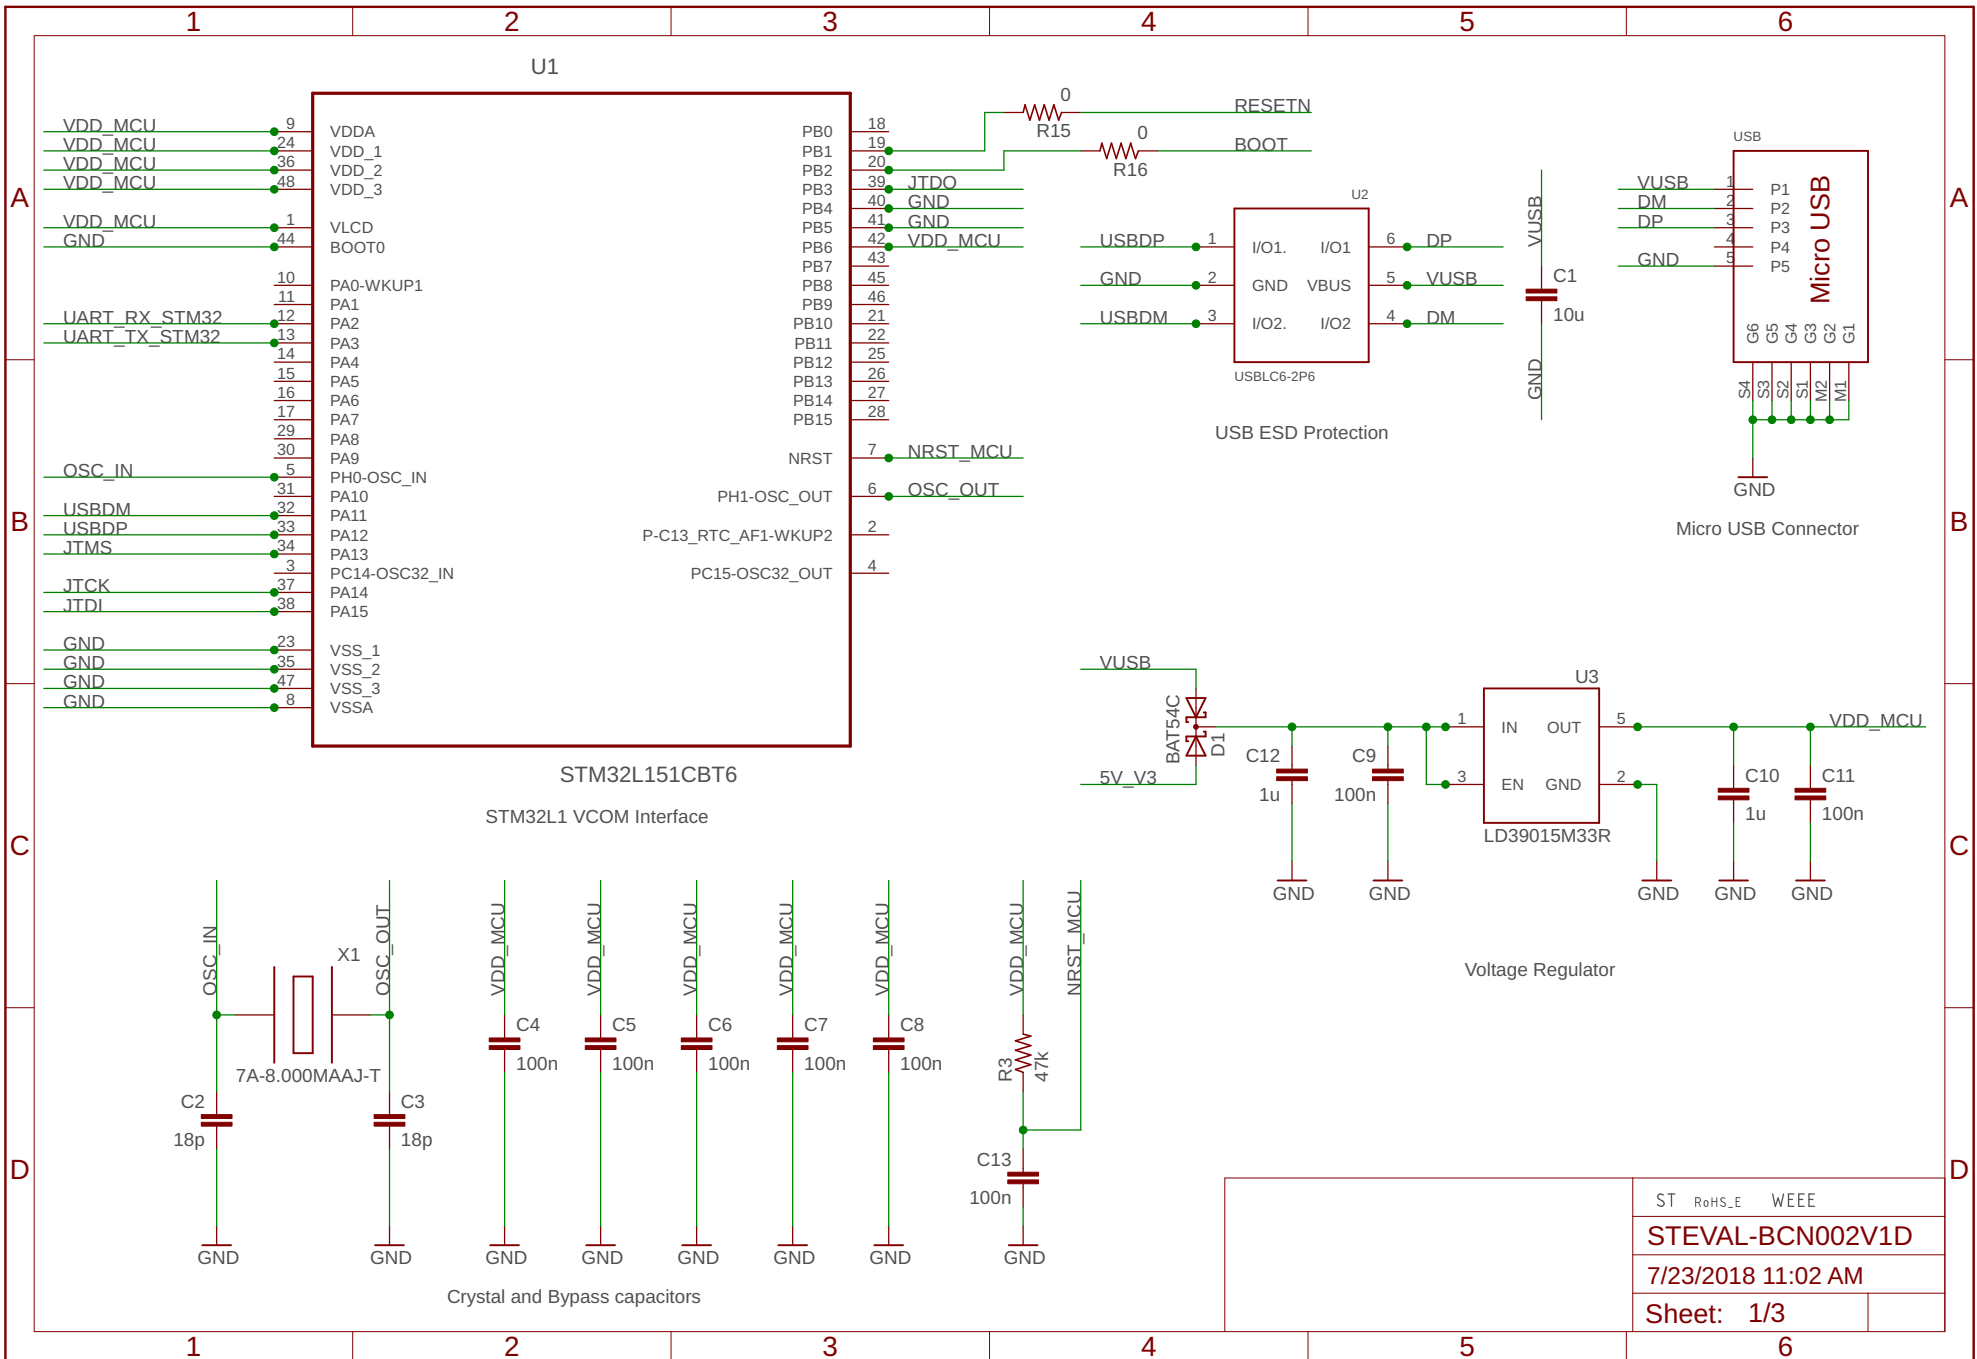 1 2 3 4 5 6
A
B
C
D
A
B
C
D
U1
VDD_MCU 9 VDDA
VDD_MCU 24 VDD_1
VDD_MCU 36 VDD_2
VDD_MCU 48 VDD_3
VDD_MCU 1 VLCD
GND 44 BOOT0
10 PA0-WKUP1
11 PA1
UART_RX_STM32 12 PA2
UART_TX_STM32 13 PA3
14 PA4
15 PA5
16 PA6
17 PA7
29 PA8
30 PA9
OSC_IN 5 PH0-OSC_IN
31 PA10
USBDM 32 PA11
USBDP 33 PA12
JTMS 34 PA13
3 PC14-OSC32_IN
JTCK 37 PA14
JTDI 38 PA15
GND 23 VSS_1
GND 35 VSS_2
GND 47 VSS_3
GND 8 VSSA
PB0 18
PB1 19
PB2 20
PB3 39 JTDO
PB4 40 GND
PB5 41 GND
PB6 42 VDD_MCU
PB7 43
PB8 45
PB9 46
PB10 21
PB11 22
PB12 25
PB13 26
PB14 27
PB15 28
NRST 7 NRST_MCU
PH1-OSC_OUT 6 OSC_OUT
P-C13_RTC_AF1-WKUP2 2
PC15-OSC32_OUT 4
STM32L151CBT6
STM32L1 VCOM Interface
0
R15
RESETN
0
R16
BOOT
U2
USBDP 1 I/O1. I/O1 6 DP
GND 2 GND VBUS 5 VUSB
USBDM 3 I/O2. I/O2 4 DM
USBLC6-2P6
USB ESD Protection
VUSB
C1
10u
GND
USB
VUSB 1 P1
DM 2 P2
DP 3 P3
4 P4
GND 5 P5
Micro USB
G6 G5 G4 G3 G2 G1
S4 S3 S2 S1 M2 M1
GND
Micro USB Connector
VUSB
BAT54C
D1
5V_V3
C12
1u
GND
C9
100n
GND
U3
1 IN OUT 5
3 EN GND 2
LD39015M33R
GND
VDD_MCU
C10
1u
GND
C11
100n
GND
Voltage Regulator
OSC_IN
X1
OSC_OUT
7A-8.000MAAJ-T
C2
18p
GND
C3
18p
GND
VDD_MCU
C4
100n
GND
VDD_MCU
C5
100n
GND
VDD_MCU
C6
100n
GND
VDD_MCU
C7
100n
GND
VDD_MCU
C8
100n
GND
VDD_MCU
NRST_MCU
R3
47k
C13
100n
GND
Crystal and Bypass capacitors
ST RoHS_E WEEE
STEVAL-BCN002V1D
7/23/2018 11:02 AM
Sheet: 1/3
1 2 3 4 5 6